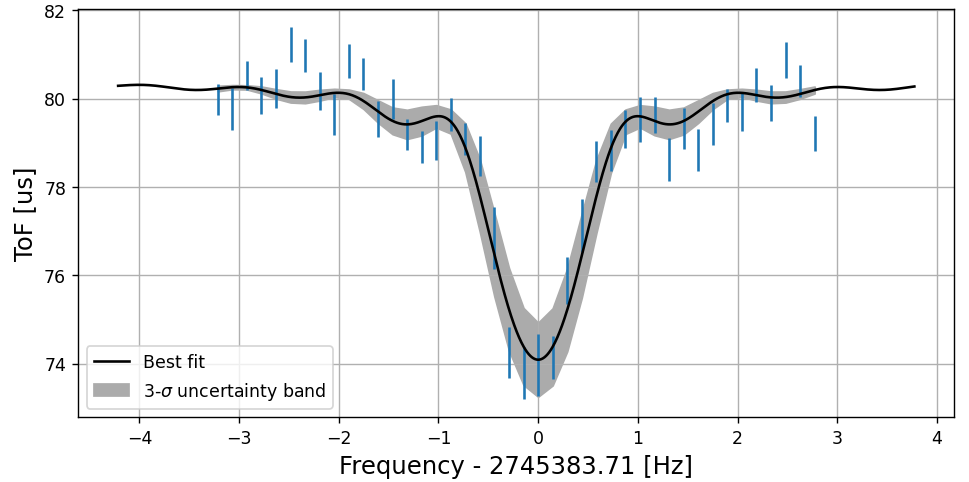 82
80
78
76
74
ToF [us]
Best fit
3-σ uncertainty band
−4 −3 −2 −1 0 1 2 3 4
Frequency - 2745383.71 [Hz]